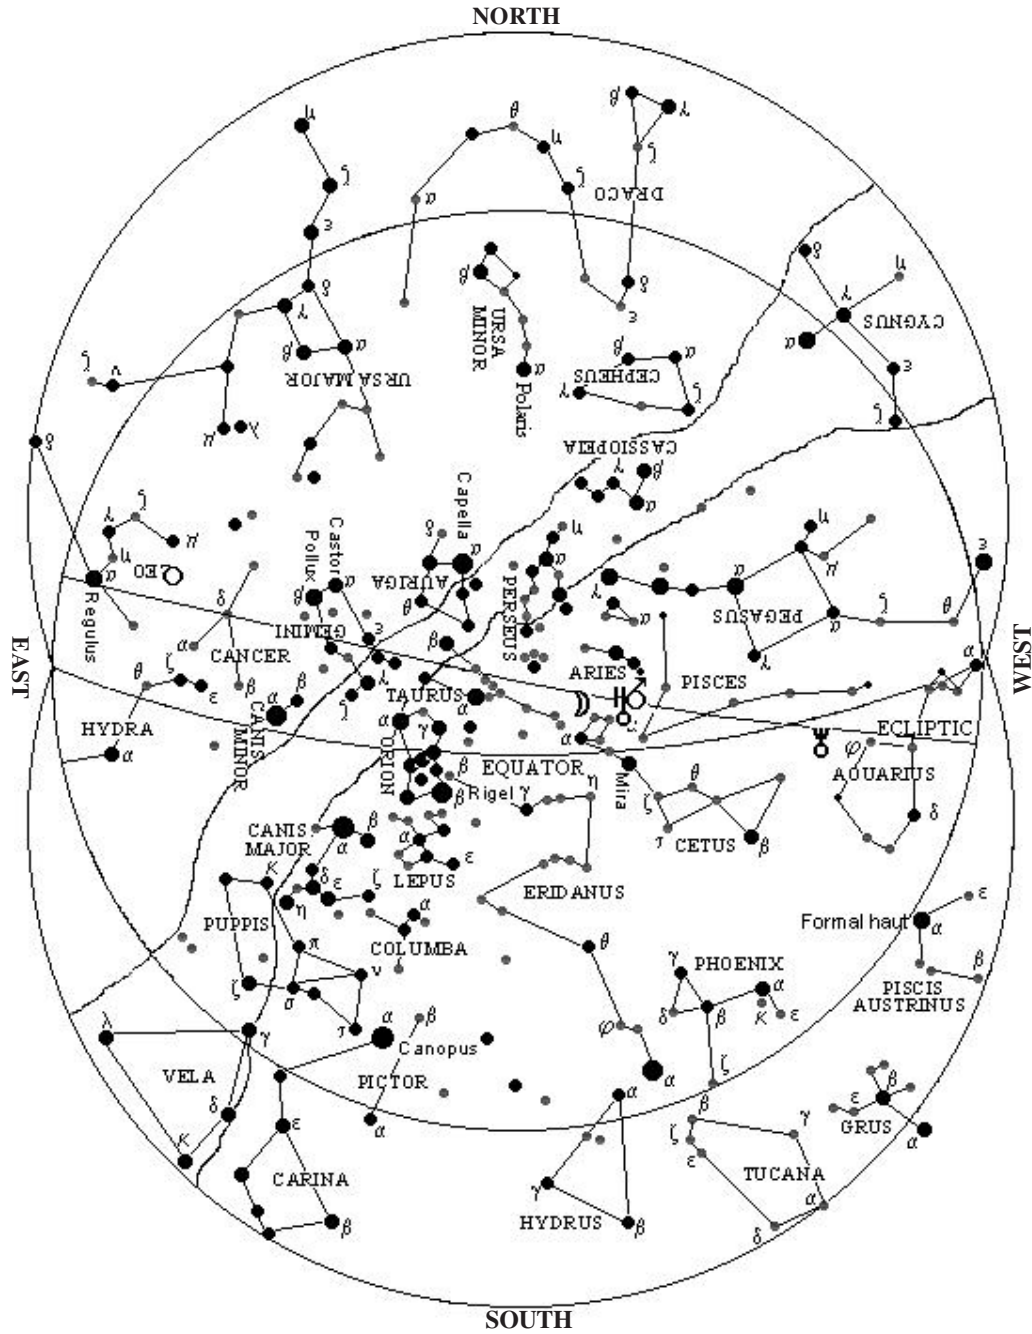 NORTH
μ
θ
β
γ
η
ζ
ζ
ζ
α
DRACO
ε
δ
β
δ
δ
η
ε
γ
URSA MINOR
γ
CYGNUS
β
α
α
β
α
α
ζ
ν
URSA MAJOR
Polaris
CEPHEUS
γ
ζ
ζ
μ
λ
δ
CASSIOPEIA
γ
β
α
Capella
ζ
γ
δ
η
η
μ
Castor
Pollux
α
α
ε
η
LEO
α
AURIGA
PERSEUS
γ
α
μ
α
δ
β
θ
PEGASUS
α
ζ
θ
Regulus
GEMINI
β
ε
α
CANCER
γ
EAST
WEST
ARIES
α
θ
ζ
ε
β
β
TAURUS
PISCES
γ
HYDRA
α
ζ
α
α
α
CANIS MINOR
ORION
γ
α
ECLIPTIC
φ
AQUARIUS
EQUATOR
β
Rigel
γ
η
Mira
θ
ζ
β
CANIS MAJOR
β
α
α
τ
CETUS
β
δ
LEPUS
ε
κ
δ
ε
ζ
ERIDANUS
ε
η
α
PUPPIS
COLUMBA
Formal haut
α
π
θ
PHOENIX
γ
β
ν
α
PISCIS AUSTRINUS
ζ
σ
δ
β
κ
ε
λ
γ
τ
α
β
φ
Canopus
ζ
VELA
PICTOR
α
α
β
δ
ε
α
β
γ
ε
GRUS
α
κ
ζ
ε
CARINA
γ
TUCANA
α
β
HYDRUS
β
δ
SOUTH